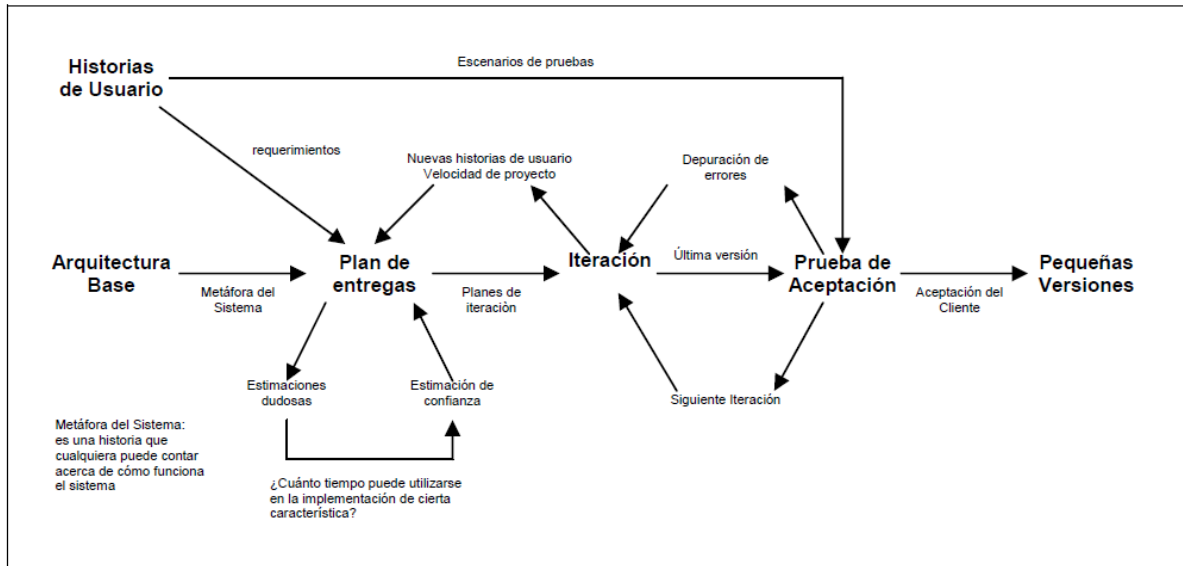 Historias
de Usuario
Escenarios de pruebas
requerimientos
Nuevas historias de usuario
Velocidad de proyecto
Depuración de
errores
Arquitectura
Base
Metáfora del
Sistema
Plan de
entregas
Planes de
iteraciòn
Iteración
Última versión
Prueba de
Aceptación
Aceptación del
Cliente
Pequeñas
Versiones
Estimaciones
dudosas
Estimación de
confianza
Siguiente Iteración
Metáfora del Sistema:
es una historia que
cualquiera puede contar
acerca de cómo funciona
el sistema
¿Cuánto tiempo puede utilizarse
en la implementación de cierta
característica?